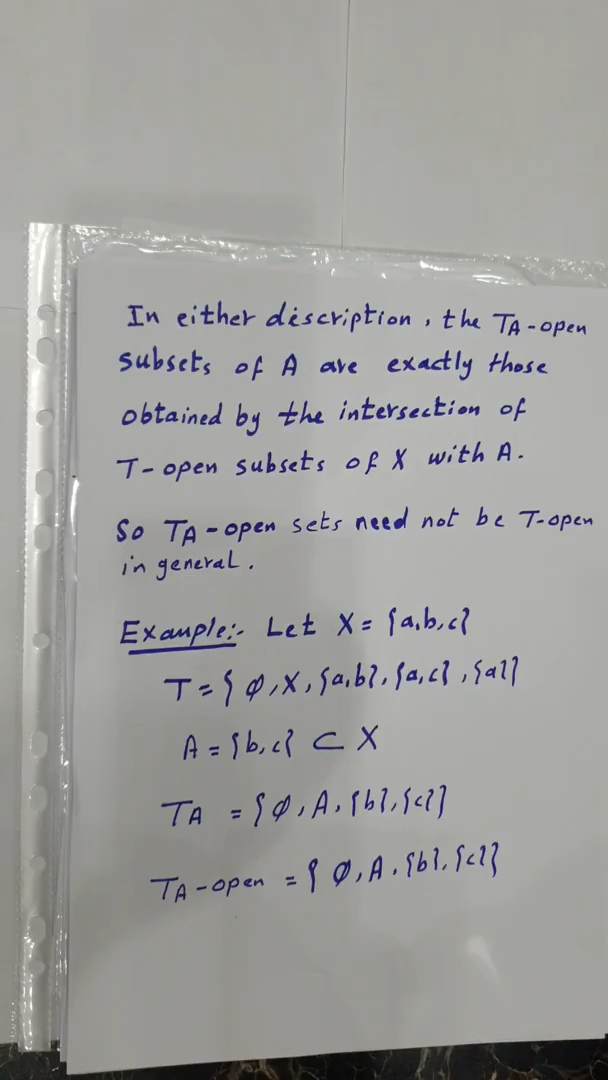 In either description, the TA-open
subsets of A are exactly those
obtained by the intersection of
T-open subsets of X with A.
So TA-open sets need not be T-open
in general.
Example:- Let X = {a,b,c}
T = { Ø, X, {a,b}, {a,c}, {a}}
A = {b,c} ⊂ X
TA = {Ø, A, {b}, {c}}
TA-open = { Ø, A, {b}, {c}}